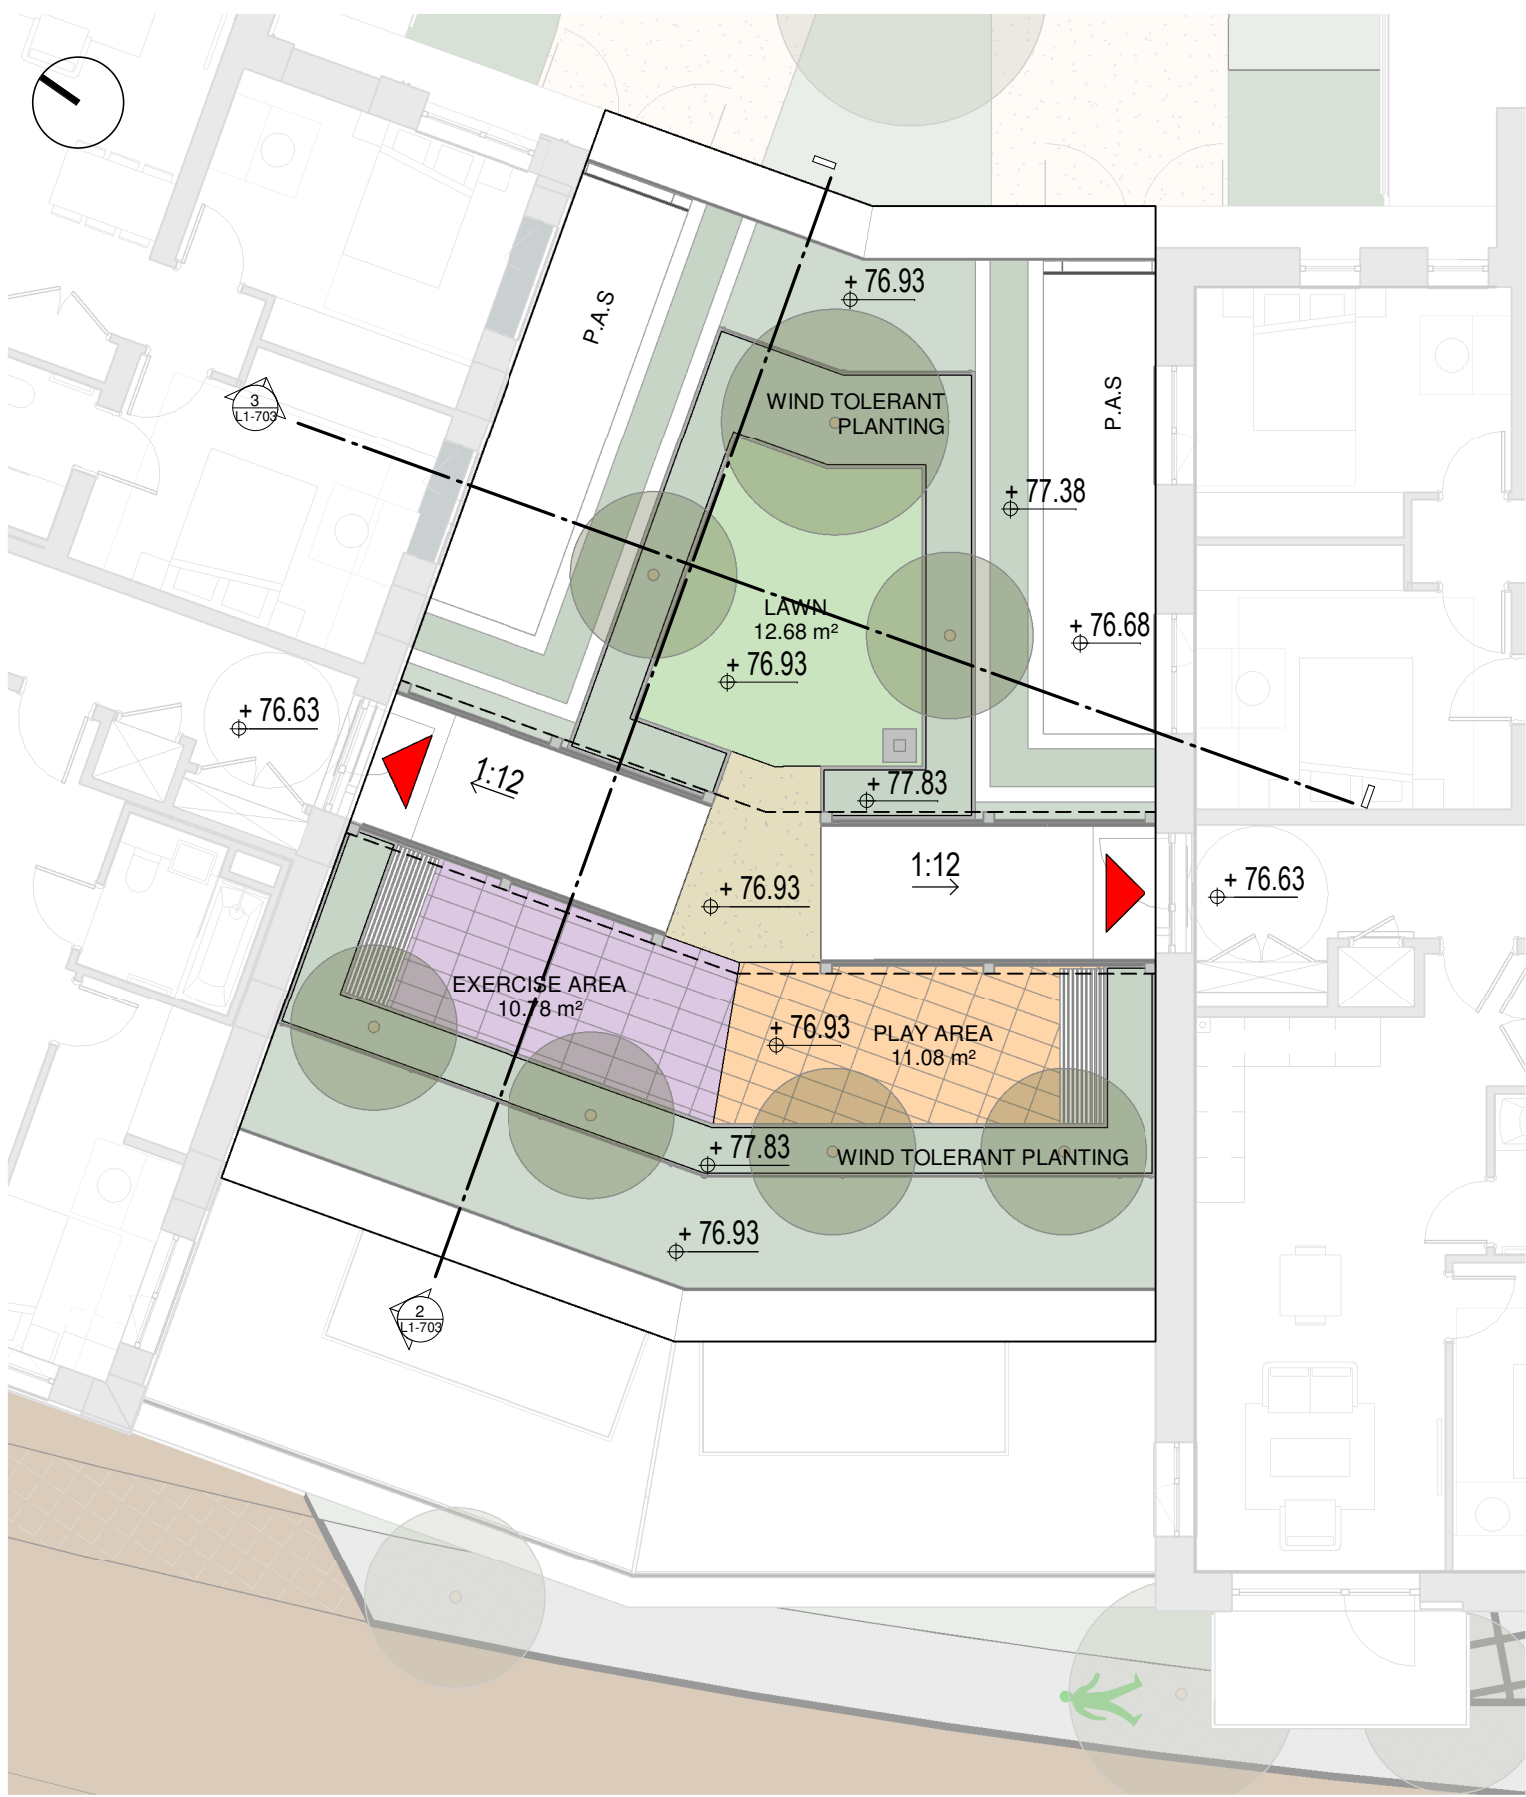 + 76.93
P.A.S
P.A.S
WIND TOLERANT
PLANTING
3
L1-703
+ 77.38
LAWN
12.68 m²
+ 76.68
+ 76.93
+ 76.63
1:12
+ 77.83
1:12
+ 76.93
+ 76.63
EXERCISE AREA
10.78 m²
+ 76.93
PLAY AREA
11.08 m²
+ 77.83
WIND TOLERANT PLANTING
+ 76.93
2
L1-703